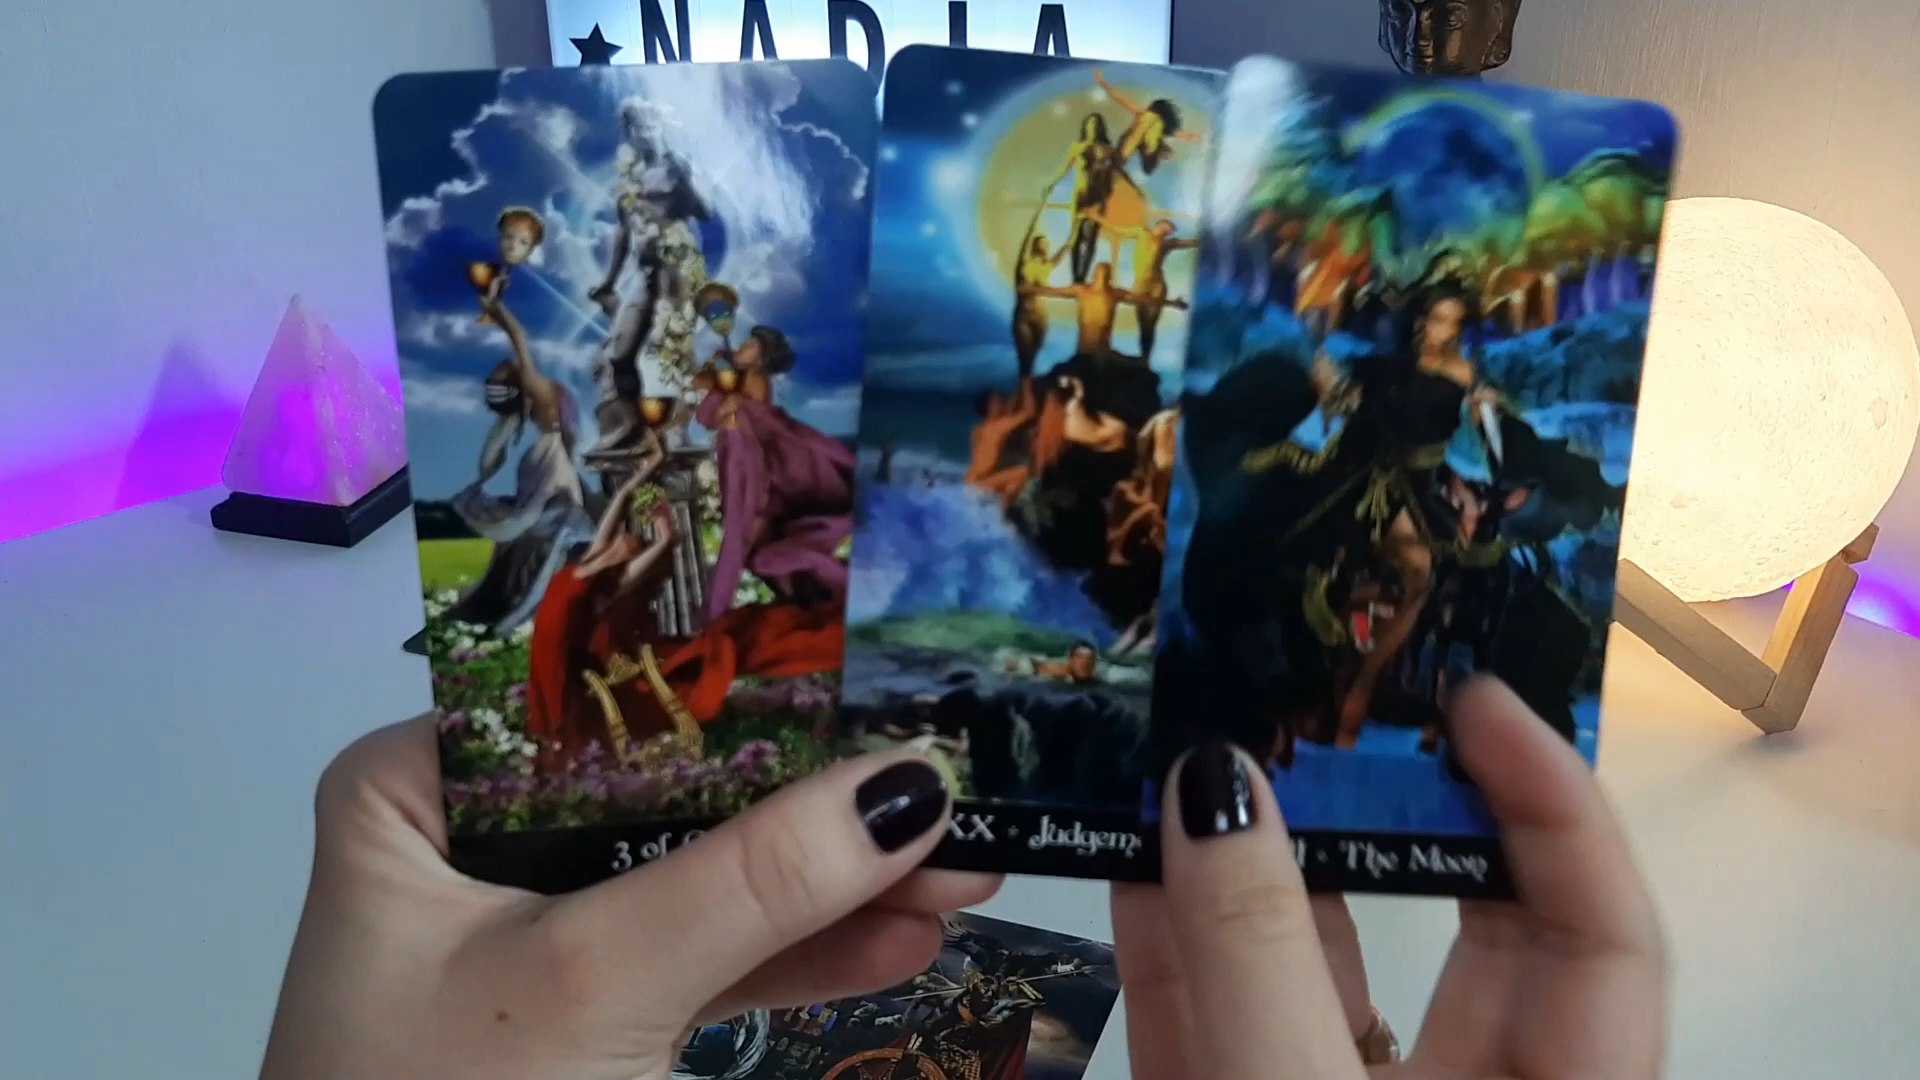 NADIA
3 of
XX • Judgem
The Moon